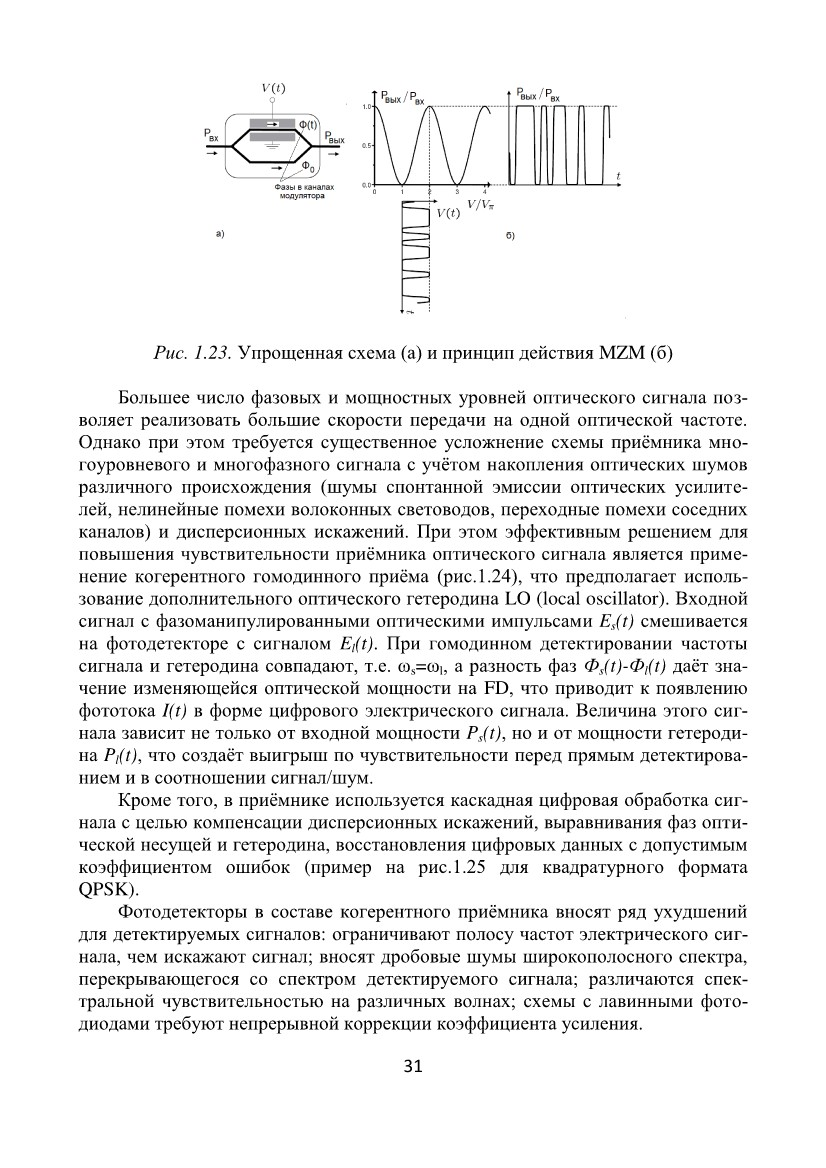 V(t)
Pвх
Φ(t)
Pвых
Φ0
Фазы в каналах
модулятора
а)
Pвых / Pвх
1.0
0.5
0.0
0 1 2 3 4
V/Vπ
V(t)
Pвых / Pвх
t
б)
Рис. 1.23. Упрощенная схема (а) и принцип действия MZM (б)
Большее число фазовых и мощностных уровней оптического сигнала поз-
воляет реализовать большие скорости передачи на одной оптической частоте.
Однако при этом требуется существенное усложнение схемы приёмника мно-
гоуровневого и многофазного сигнала с учётом накопления оптических шумов
различного происхождения (шумы спонтанной эмиссии оптических усилите-
лей, нелинейные помехи волоконных световодов, переходные помехи соседних
каналов) и дисперсионных искажений. При этом эффективным решением для
повышения чувствительности приёмника оптического сигнала является приме-
нение когерентного гомодинного приёма (рис.1.24), что предполагает исполь-
зование дополнительного оптического гетеродина LO (local oscillator). Входной
сигнал с фазоманипулированными оптическими импульсами Es(t) смешивается
на фотодетекторе с сигналом El(t). При гомодинном детектировании частоты
сигнала и гетеродина совпадают, т.е. ωs=ωl, а разность фаз Φs(t)-Φl(t) даёт зна-
чение изменяющейся оптической мощности на FD, что приводит к появлению
фототока I(t) в форме цифрового электрического сигнала. Величина этого сиг-
нала зависит не только от входной мощности Ps(t), но и от мощности гетероди-
на Pl(t), что создаёт выигрыш по чувствительности перед прямым детектирова-
нием и в соотношении сигнал/шум.
Кроме того, в приёмнике используется каскадная цифровая обработка сиг-
нала с целью компенсации дисперсионных искажений, выравнивания фаз опти-
ческой несущей и гетеродина, восстановления цифровых данных с допустимым
коэффициентом ошибок (пример на рис.1.25 для квадратурного формата
QPSK).
Фотодетекторы в составе когерентного приёмника вносят ряд ухудшений
для детектируемых сигналов: ограничивают полосу частот электрического сиг-
нала, чем искажают сигнал; вносят дробовые шумы широкополосного спектра,
перекрывающегося со спектром детектируемого сигнала; различаются спек-
тральной чувствительностью на различных волнах; схемы с лавинными фото-
диодами требуют непрерывной коррекции коэффициента усиления.
31